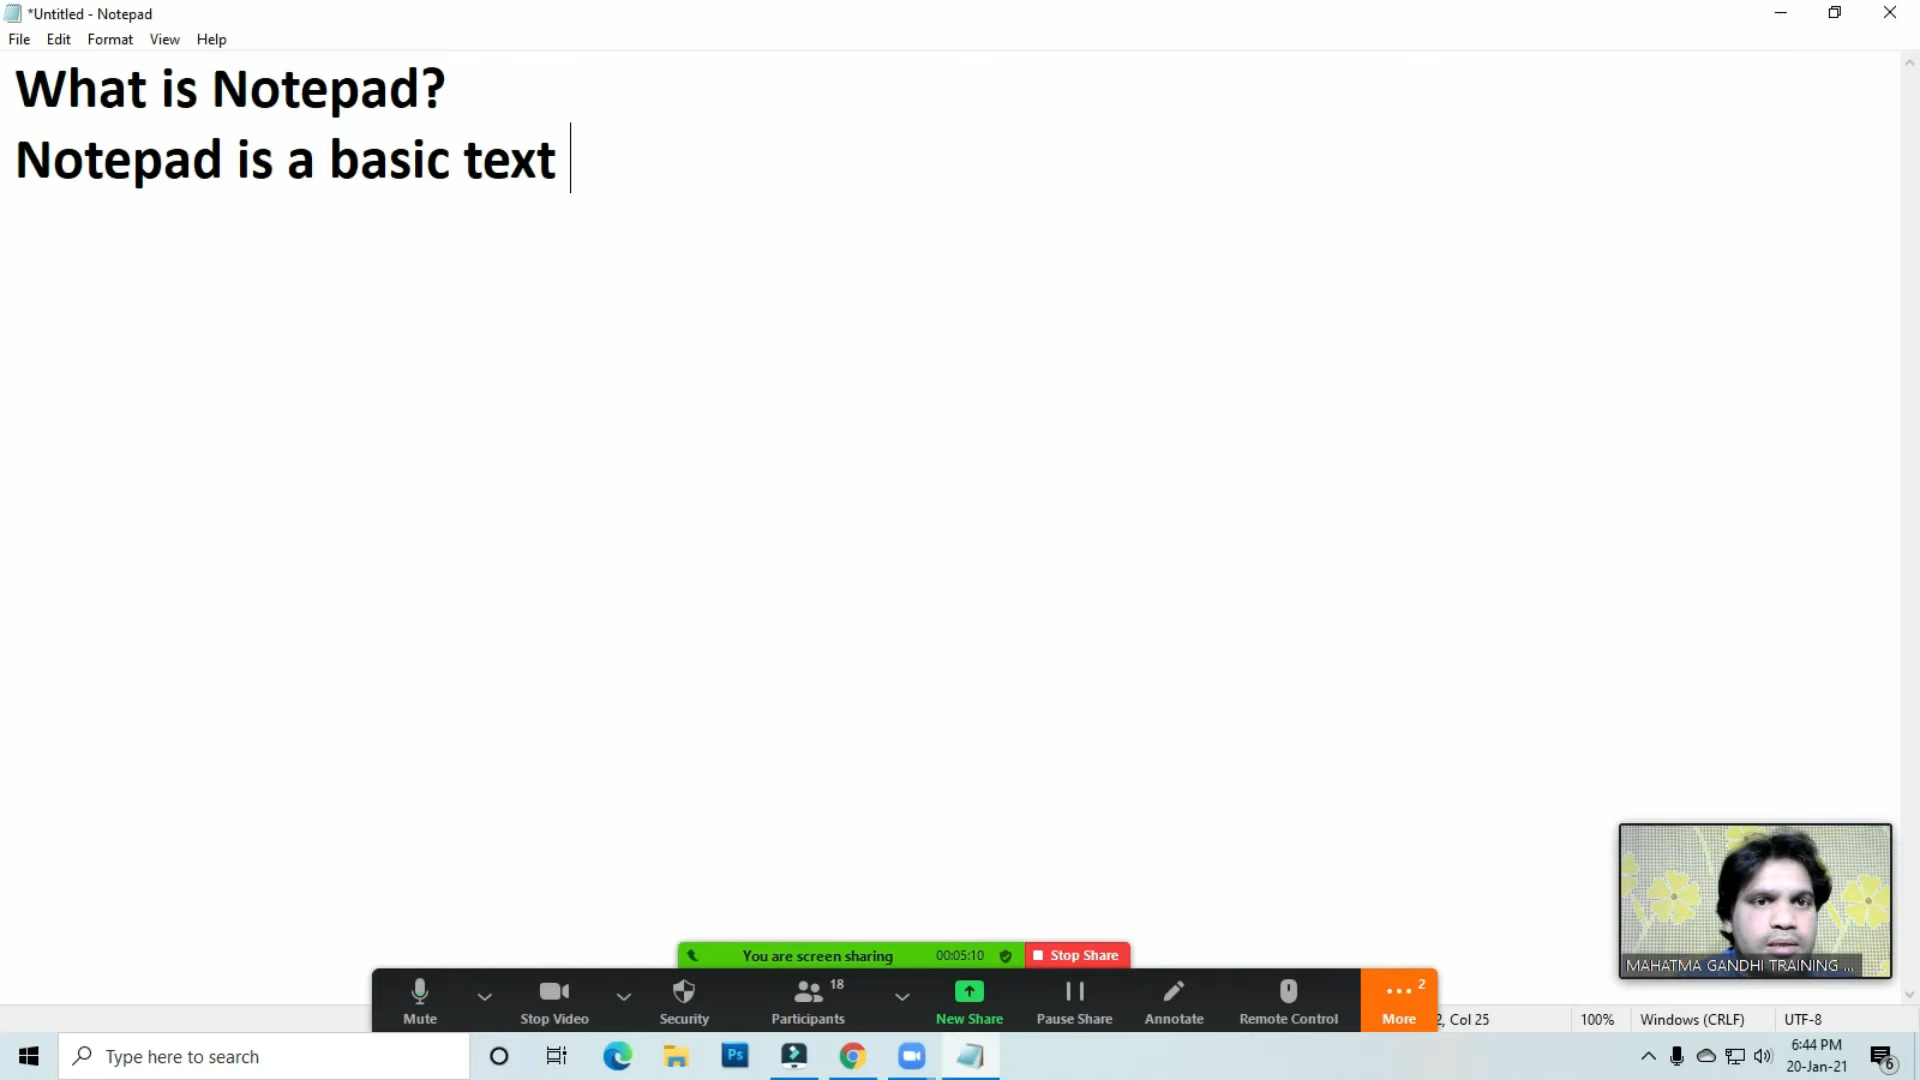 *Untitled - Notepad
File Edit Format View Help
What is Notepad?
Notepad is a basic text
MAHATMA GANDHI TRAINING ...
You are screen sharing 00:05:10 Stop Share
18 2
Mute Stop Video Security Participants New Share Pause Share Annotate Remote Control More
2, Col 25 100% Windows (CRLF) UTF-8
Type here to search
Ps
6:44 PM
20-Jan-21
6